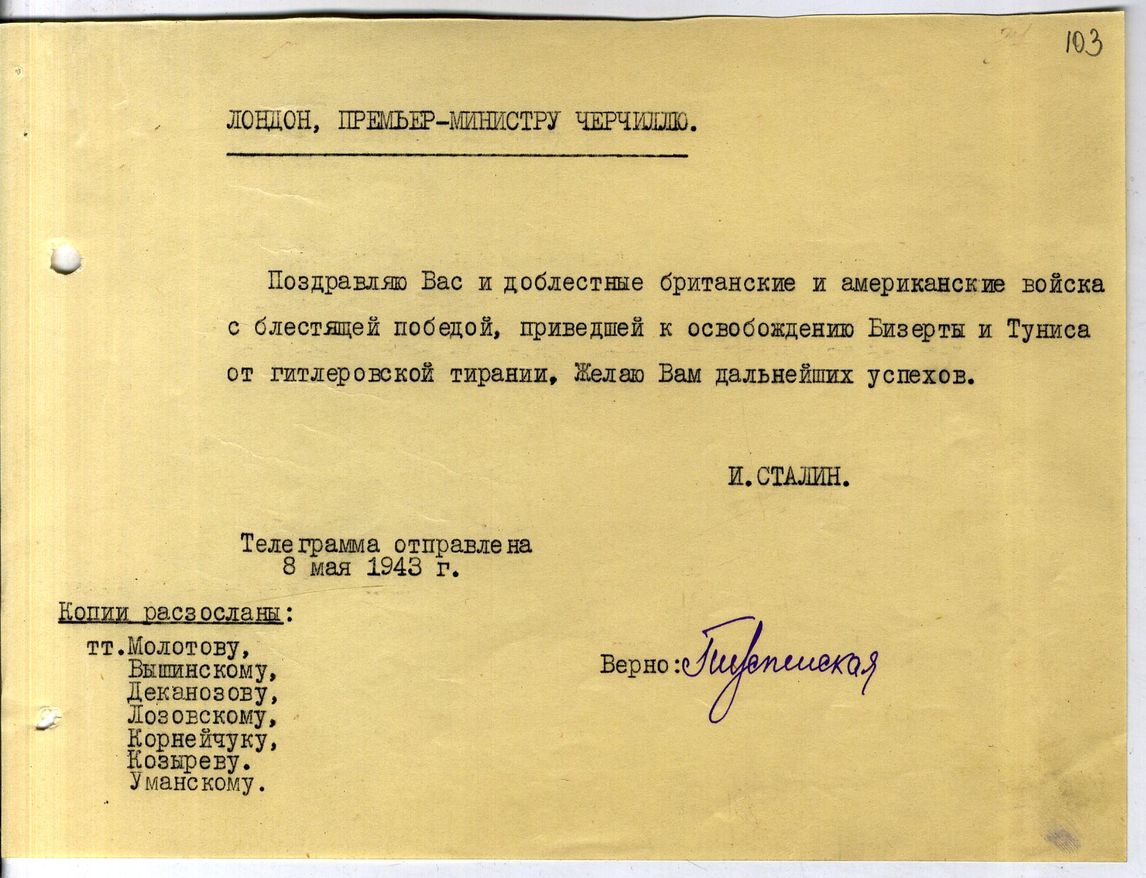 103
ЛОНДОН, ПРЕМЬЕР-МИНИСТРУ ЧЕРЧИЛЛЮ.
Поздравляю Вас и доблестные британские и американские войска
с блестящей победой, приведшей к освобождению Бизерты и Туниса
от гитлеровской тирании. Желаю Вам дальнейших успехов.
И.СТАЛИН.
Телеграмма отправлена
8 мая 1943 г.
Копии расзосланы:
тт.Молотову,
Вышинскому,
Деканозову,
Лозовскому,
Корнейчуку,
Козыреву.
Уманскому.
Верно: